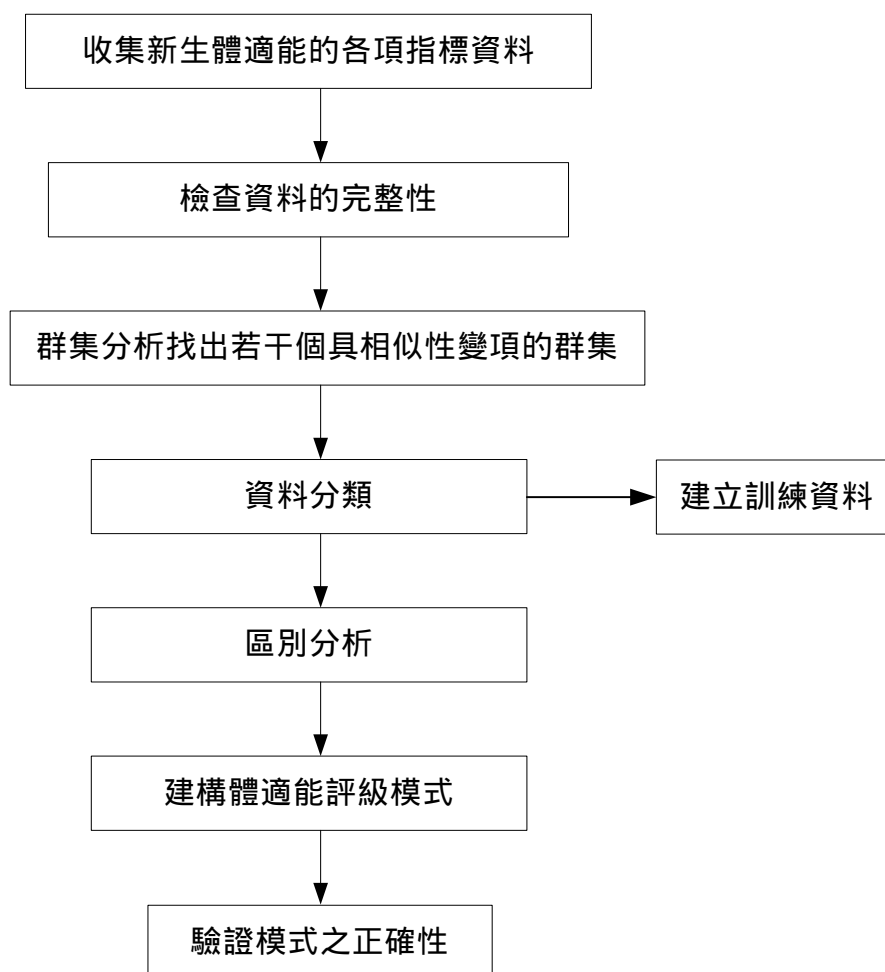 收集新生體適能的各項指標資料
檢查資料的完整性
群集分析找出若干個具相似性變項的群集
資料分類
建立訓練資料
區別分析
建構體適能評級模式
驗證模式之正確性